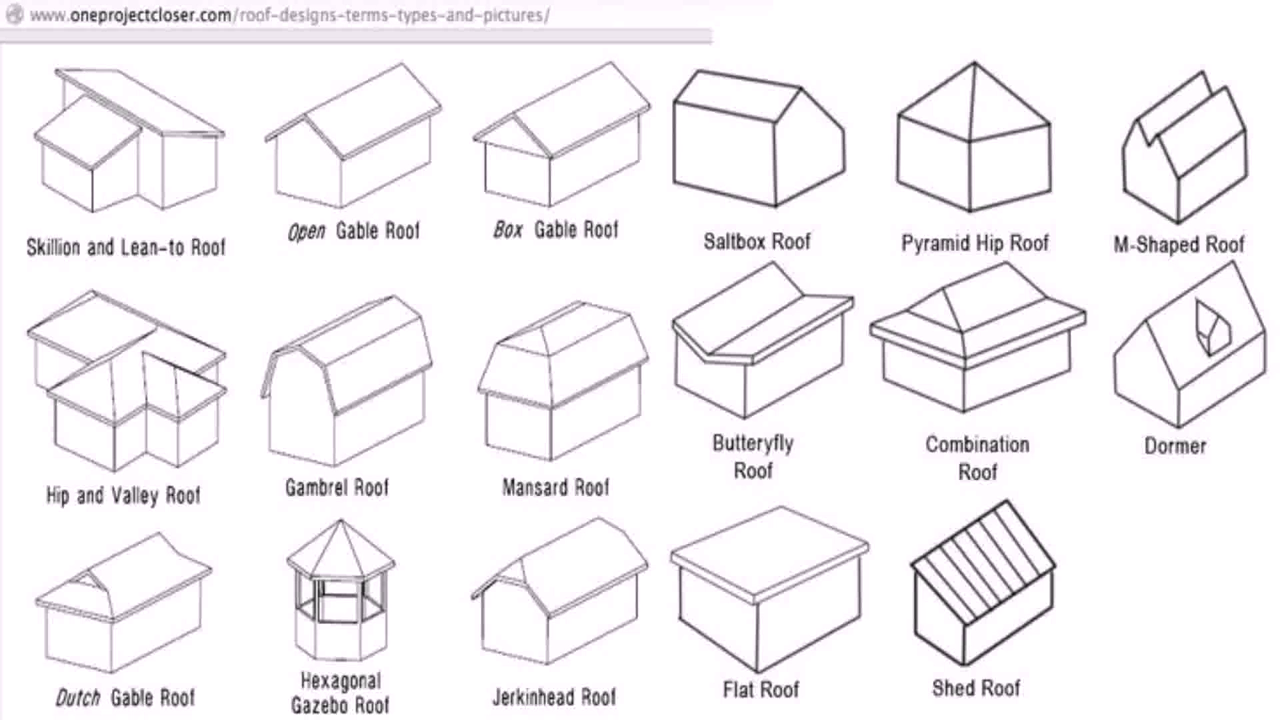 www.oneprojectcloser.com/roof-designs-terms-types-and-pictures/
Skillion and Lean-to Roof
Open Gable Roof
Box Gable Roof
Saltbox Roof
Pyramid Hip Roof
M-Shaped Roof
Hip and Valley Roof
Gambrel Roof
Mansard Roof
Butteryfly
Roof
Combination
Roof
Dormer
Dutch Gable Roof
Hexagonal
Gazebo Roof
Jerkinhead Roof
Flat Roof
Shed Roof